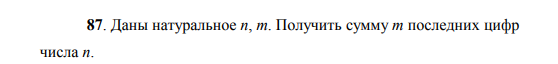 87. Даны натуральное n, m. Получить сумму m последних цифр
числа n.